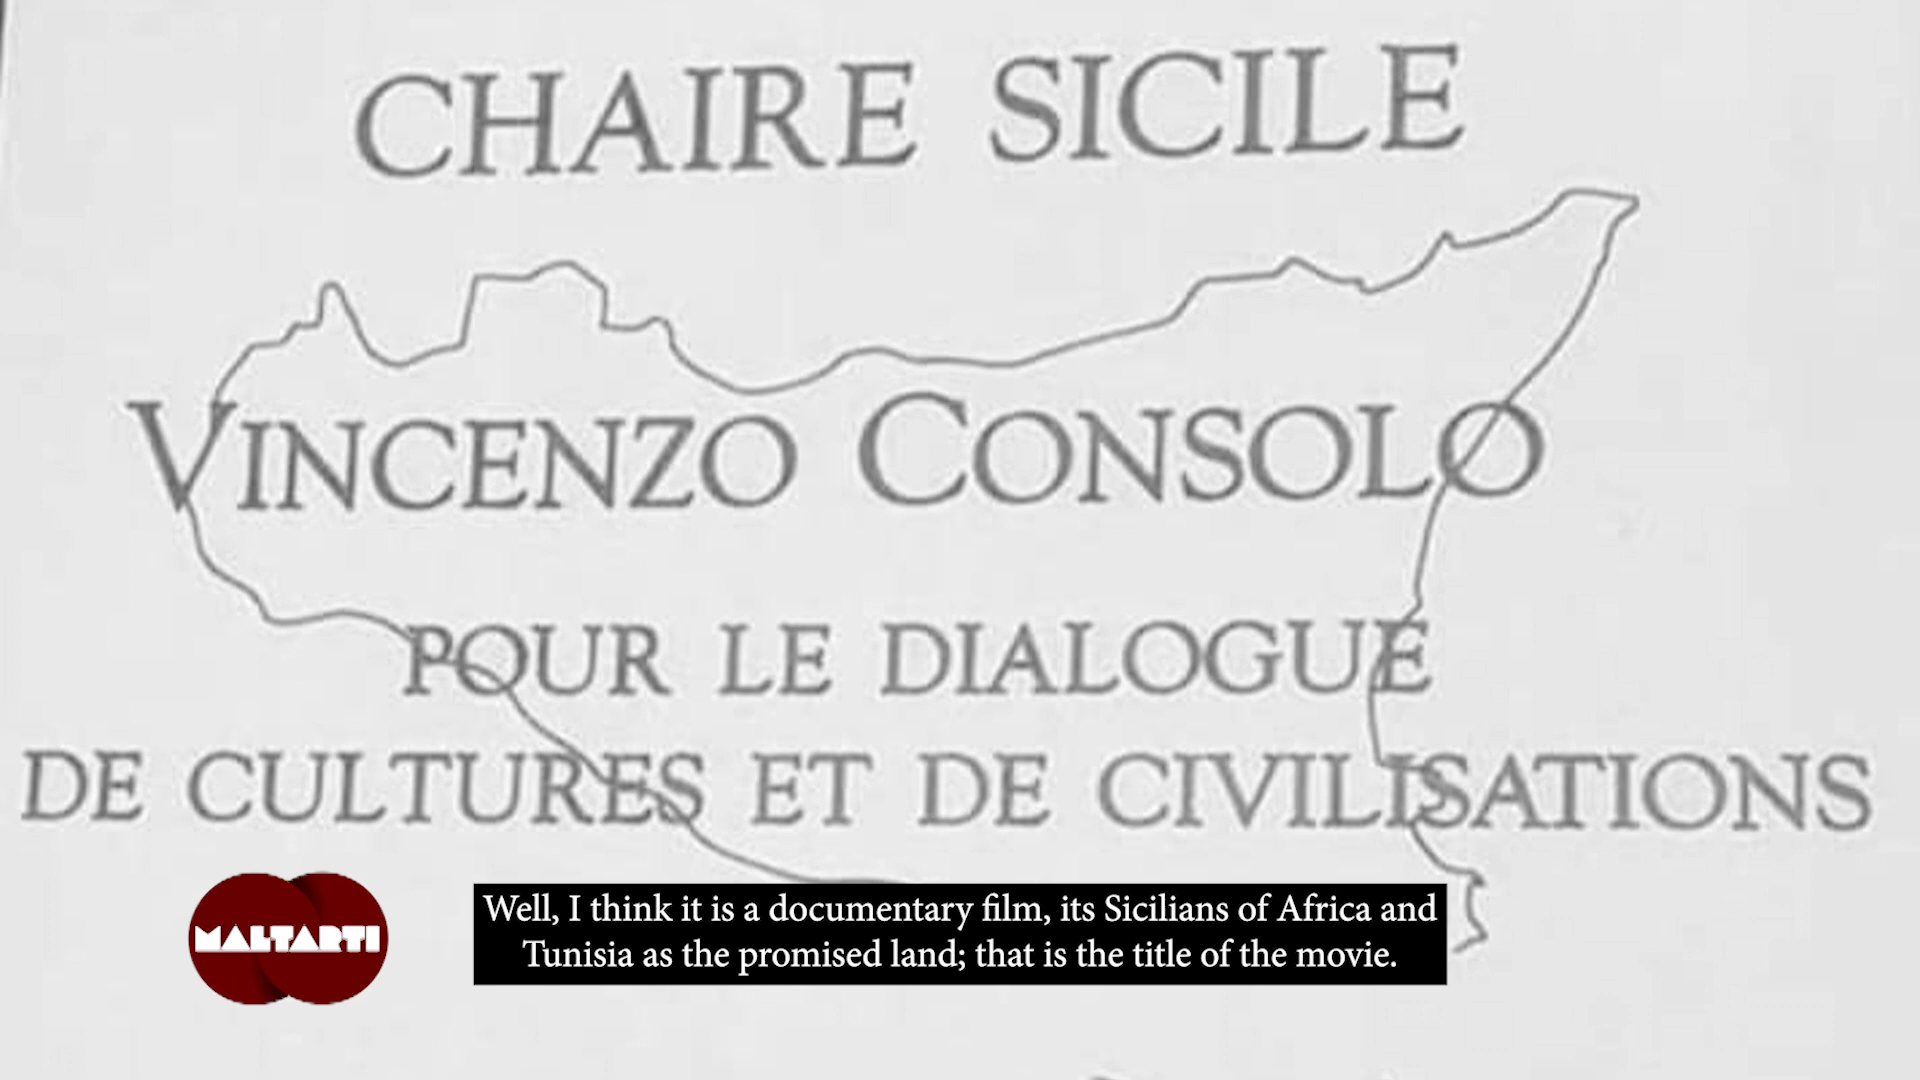 CHAIRE SICILE
VINCENZO CONSOLO
POUR LE DIALOGUE
DE CULTURES ET DE CIVILISATIONS
MALTARTI
Well, I think it is a documentary film, its Sicilians of Africa and
Tunisia as the promised land; that is the title of the movie.